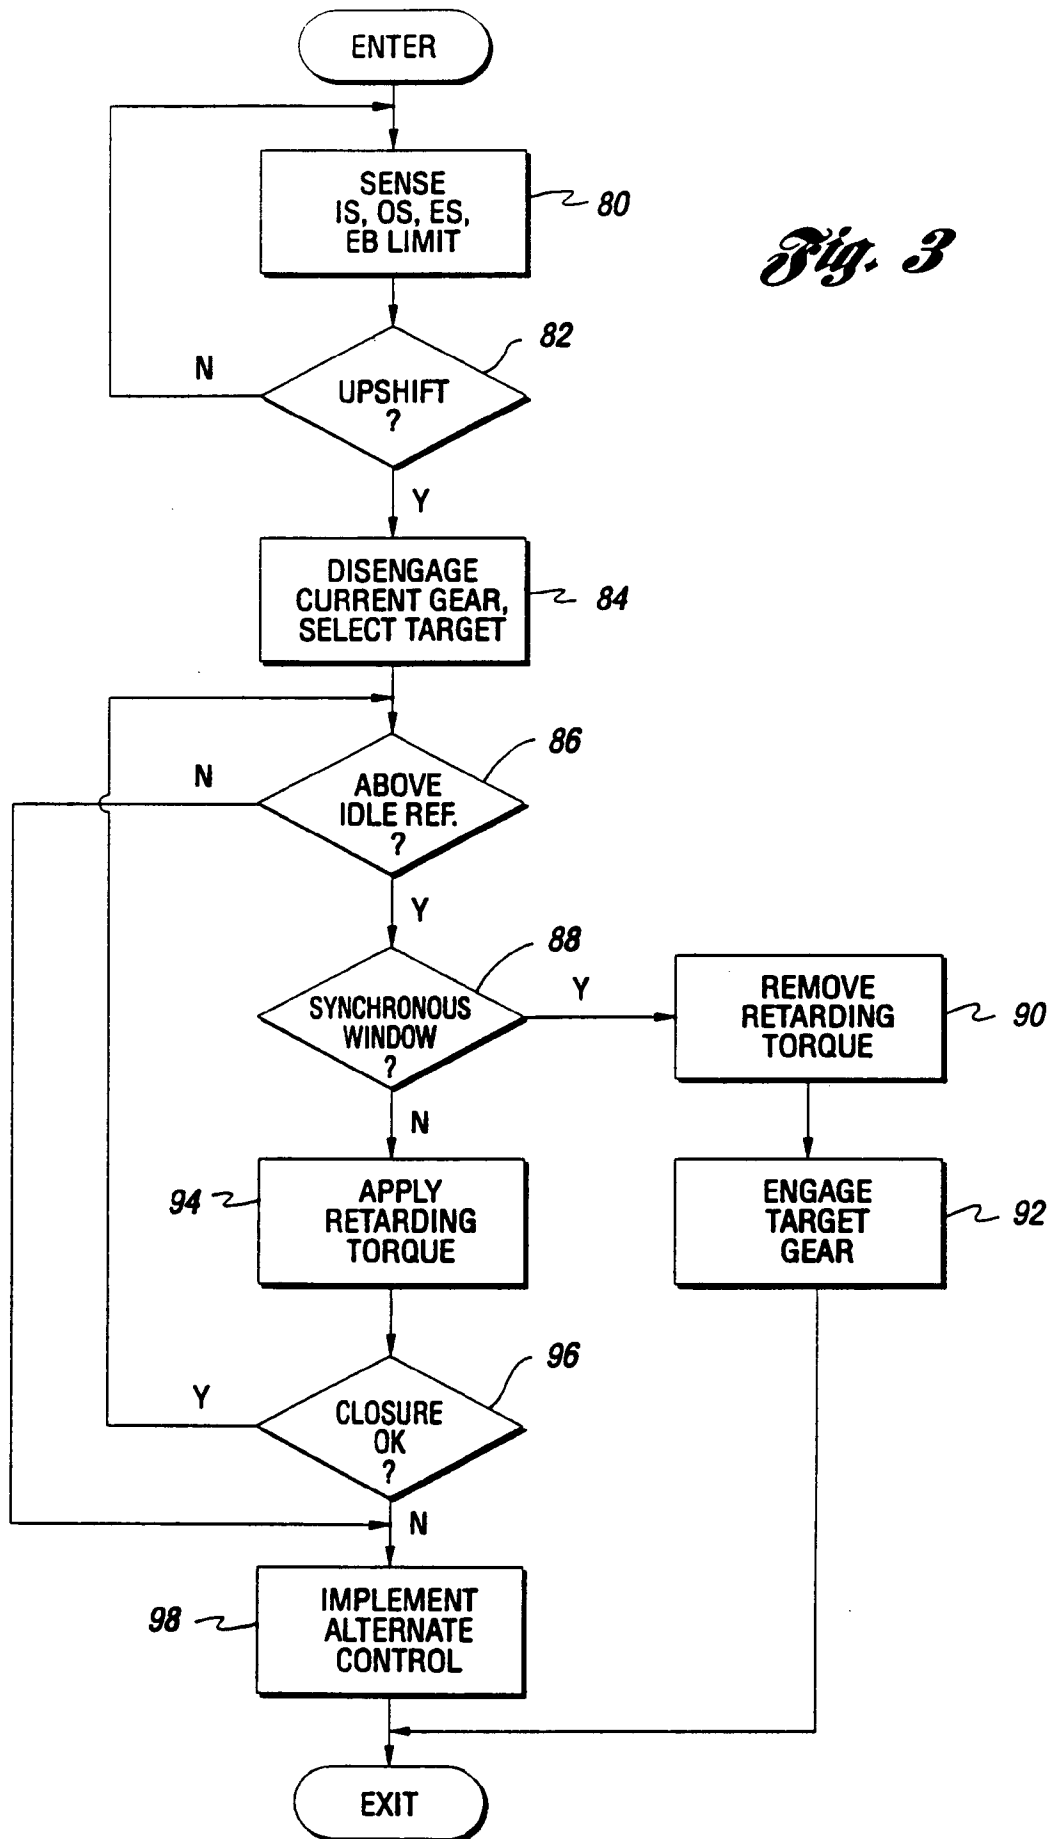 ENTER
SENSE
IS, OS, ES,
EB LIMIT
80
Fig. 3
82
N
UPSHIFT
?
Y
DISENGAGE
CURRENT GEAR,
SELECT TARGET
84
86
N
ABOVE
IDLE REF.
?
Y
88
SYNCHRONOUS
WINDOW
?
Y
REMOVE
RETARDING
TORQUE
90
N
94
APPLY
RETARDING
TORQUE
ENGAGE
TARGET
GEAR
92
96
Y
CLOSURE
OK
?
N
98
IMPLEMENT
ALTERNATE
CONTROL
EXIT